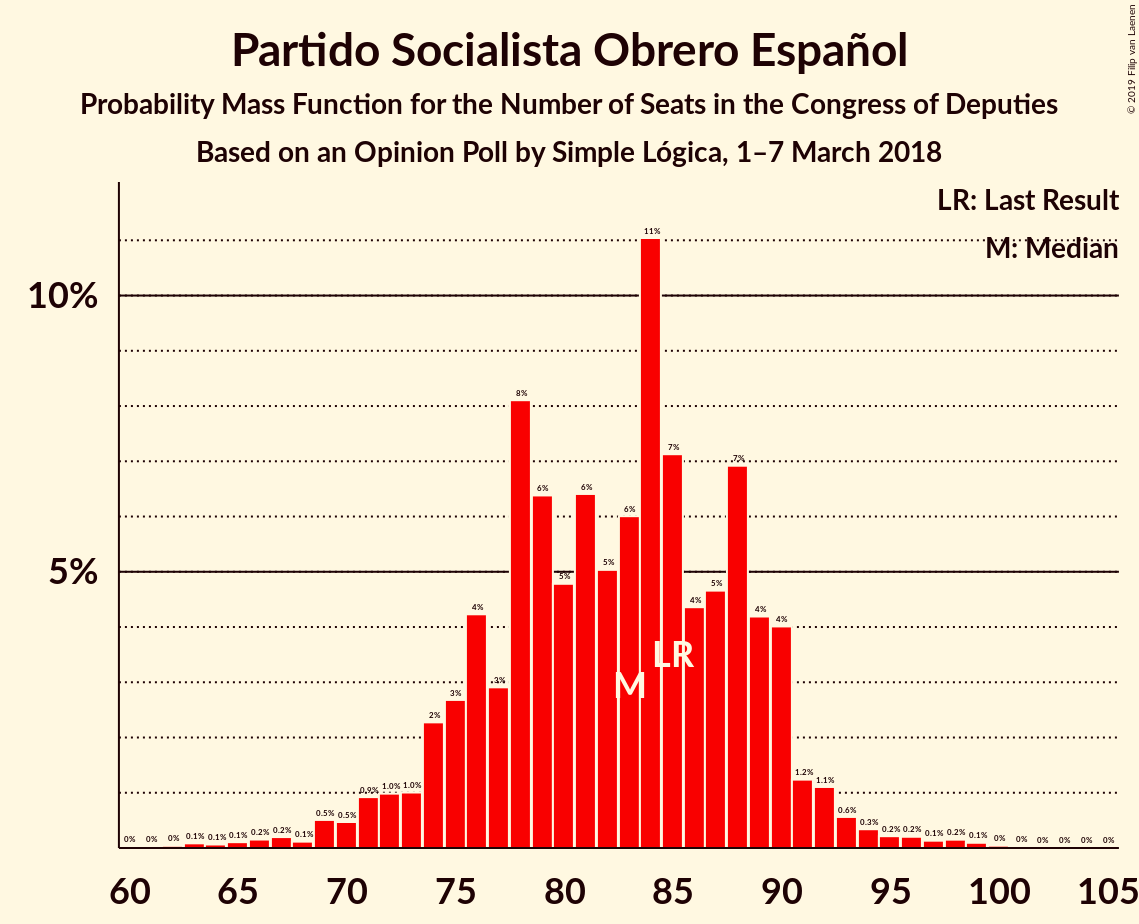 Partido Socialista Obrero Español
Probability Mass Function for the Number of Seats in the Congress of Deputies
Based on an Opinion Poll by Simple Lógica, 1–7 March 2018
© 2019 Filip van Laenen
LR: Last Result
M: Median
10%
5%
0% 0% 0% 0.1% 0.1% 0.1% 0.2% 0.2% 0.1% 0.5% 0.5% 0.9% 1.0% 1.0% 2% 3% 4% 3% 8% 6% 5% 6% 5% 6% 11% 7% 4% 5% 7% 4% 4% 1.2% 1.1% 0.6% 0.3% 0.2% 0.2% 0.1% 0.2% 0.1% 0% 0% 0% 0% 0% 0%
LR
M
60 65 70 75 80 85 90 95 100 105